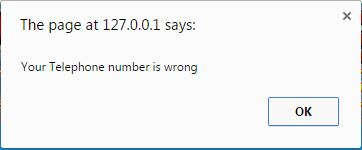 The page at 127.0.0.1 says:
Your Telephone number is wrong
OK